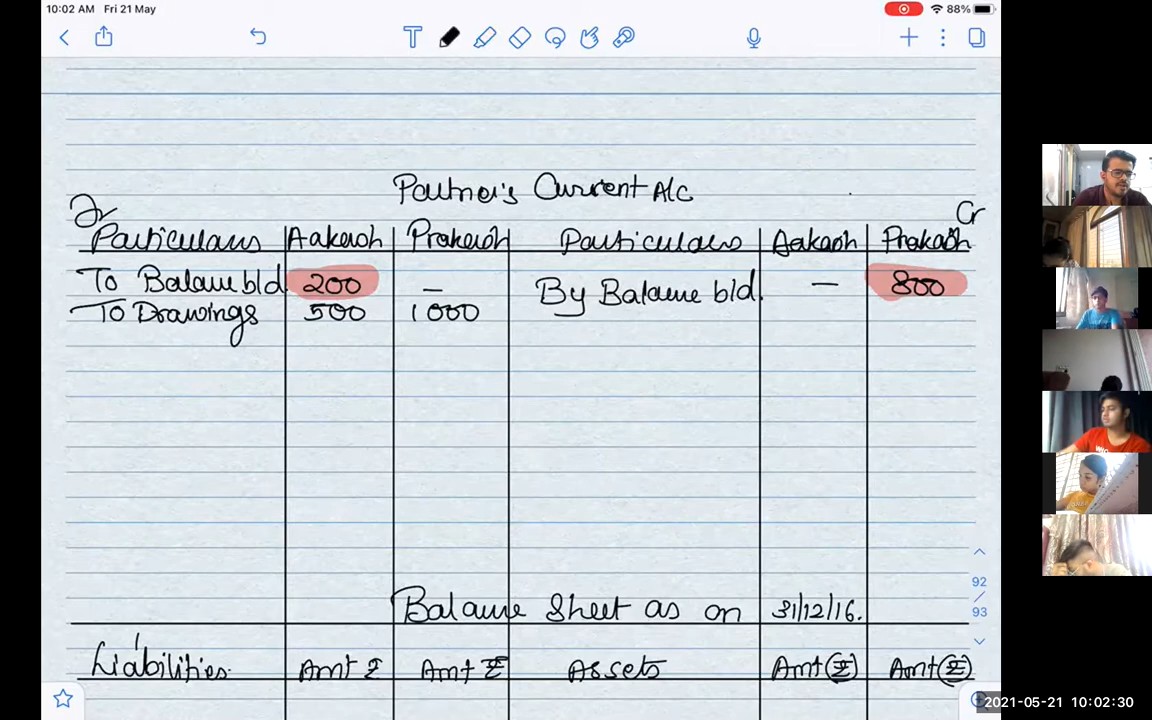 10:02 AM Fri 21 May 88%
Partner's Current A/c
Dr Cr
Particulars Aakash Prakash Particulars Aakash Prakash
To Balance b/d 200 — By Balance b/d. — 800
To Drawings 500 1000
92
/
93
Balance Sheet as on 31/12/16.
Liabilities. Amt ₹ Amt ₹ Assets Amt (₹) Amt (₹)
2021-05-21 10:02:30